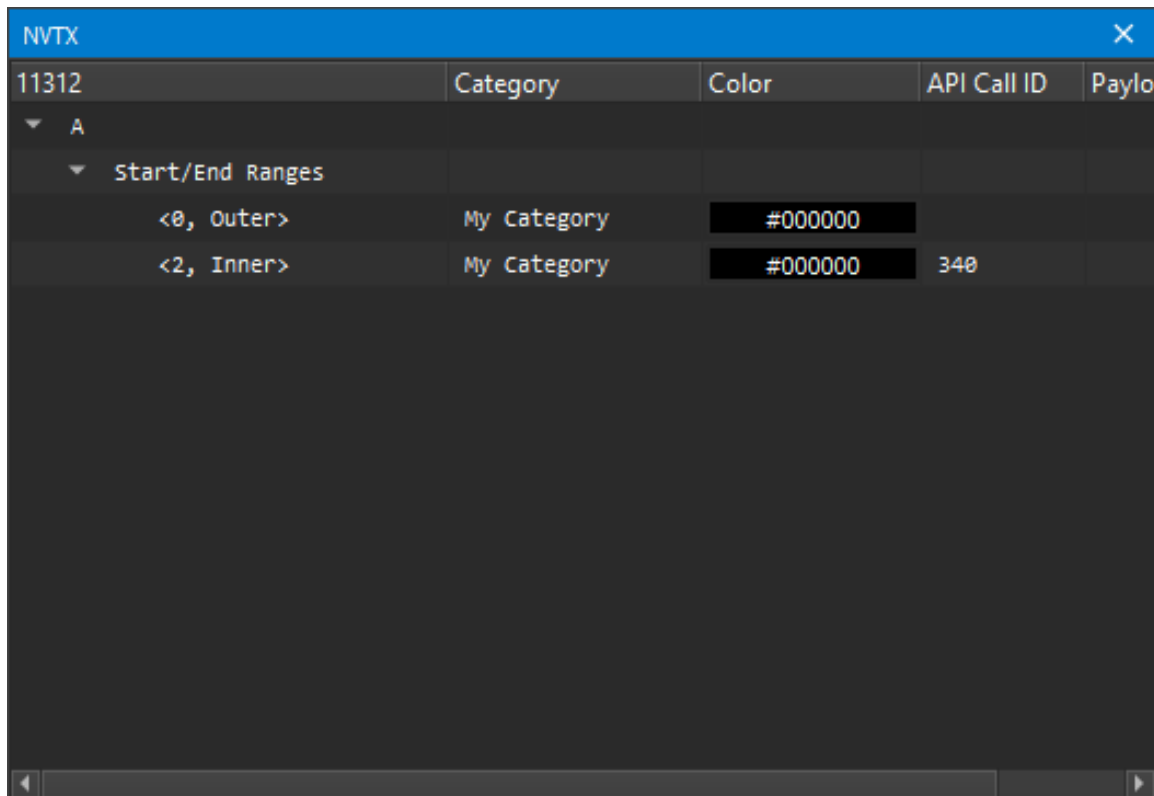 NVTX
11312 Category Color API Call ID Paylo
A
Start/End Ranges
<0, Outer> My Category #000000
<2, Inner> My Category #000000 340